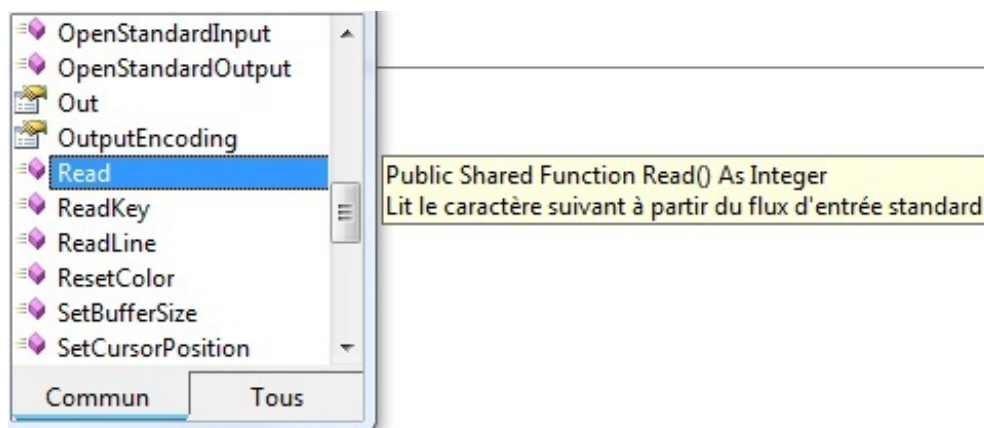 OpenStandardInput
OpenStandardOutput
Out
OutputEncoding
Read
ReadKey
ReadLine
ResetColor
SetBufferSize
SetCursorPosition
Commun Tous
Public Shared Function Read() As Integer
Lit le caractère suivant à partir du flux d'entrée standard